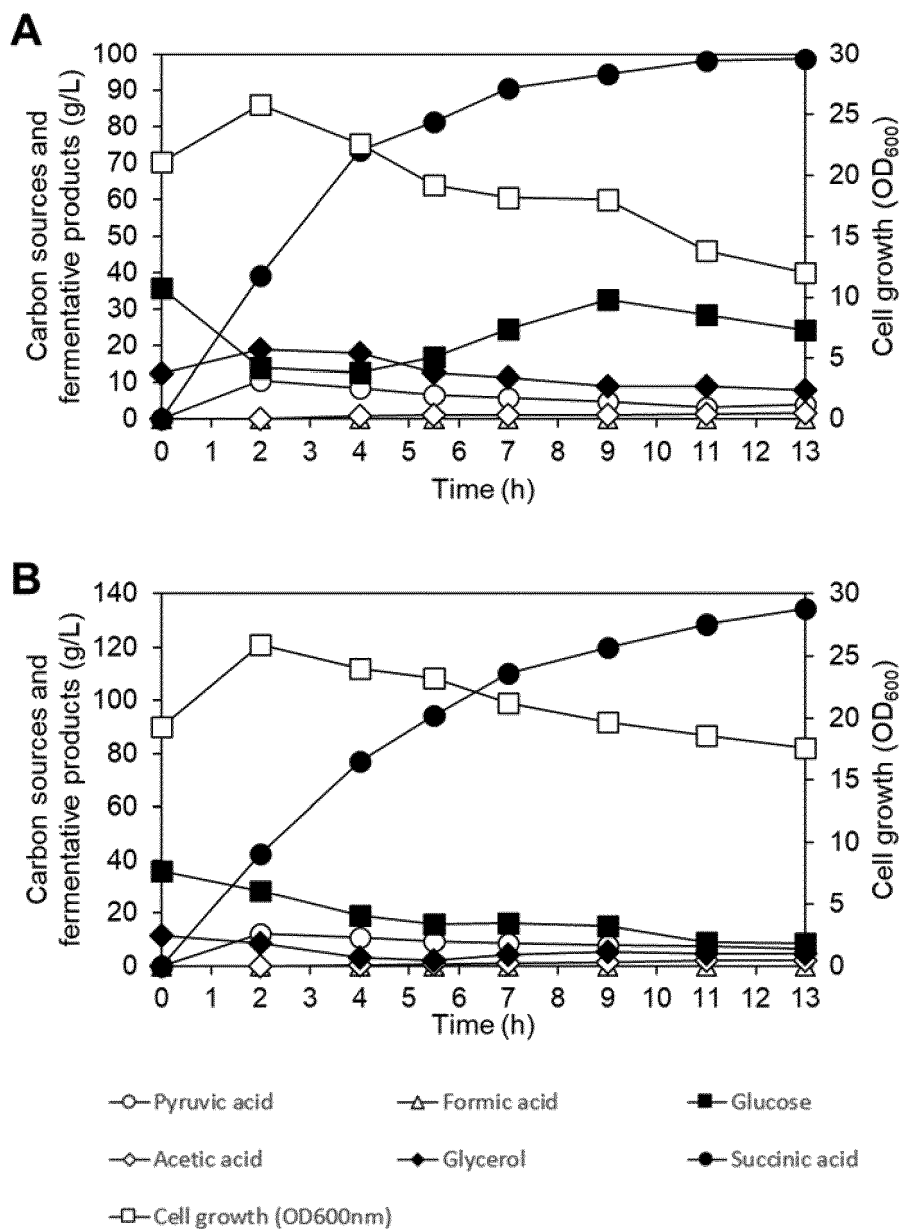 A
Carbon sources and
fermentative products (g/L)
100
90
80
70
60
50
40
30
20
10
0
30
25
20
15
10
5
0
Cell growth (OD600)
0 1 2 3 4 5 6 7 8 9 10 11 12 13
Time (h)
B
Carbon sources and
fermentative products (g/L)
140
120
100
80
60
40
20
0
30
25
20
15
10
5
0
Cell growth (OD600)
0 1 2 3 4 5 6 7 8 9 10 11 12 13
Time (h)
Pyruvic acid Formic acid Glucose
Acetic acid Glycerol Succinic acid
Cell growth (OD600nm)